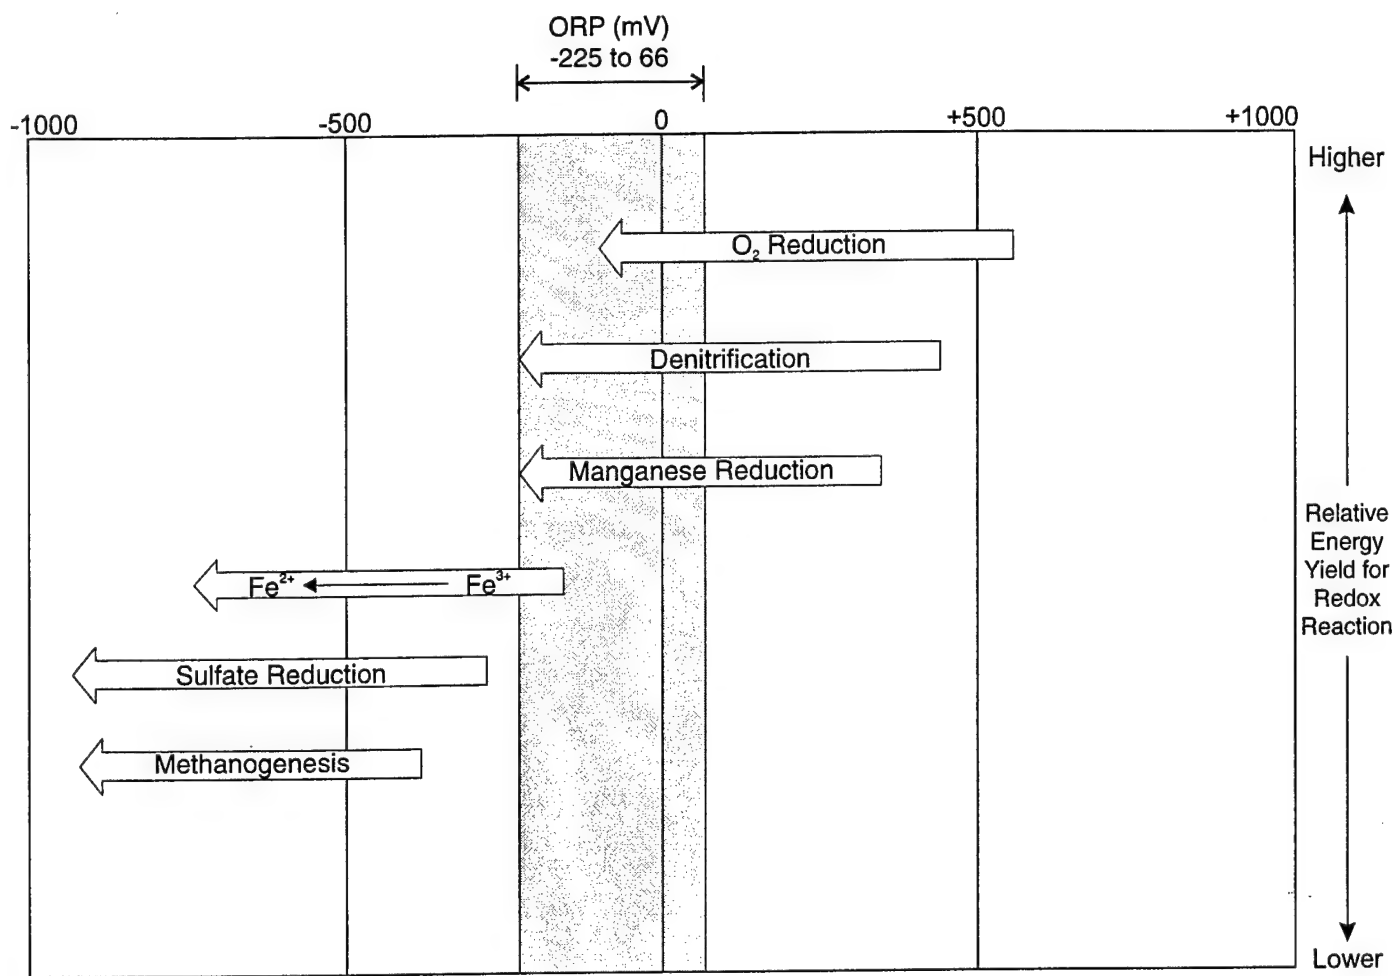 ORP (mV)
-225 to 66
-1000 -500 0 +500 +1000
Higher
O₂ Reduction
Denitrification
Manganese Reduction
Relative
Energy
Yield for
Redox
Reaction
Fe²⁺ Fe³⁺
Sulfate Reduction
Methanogenesis
Lower